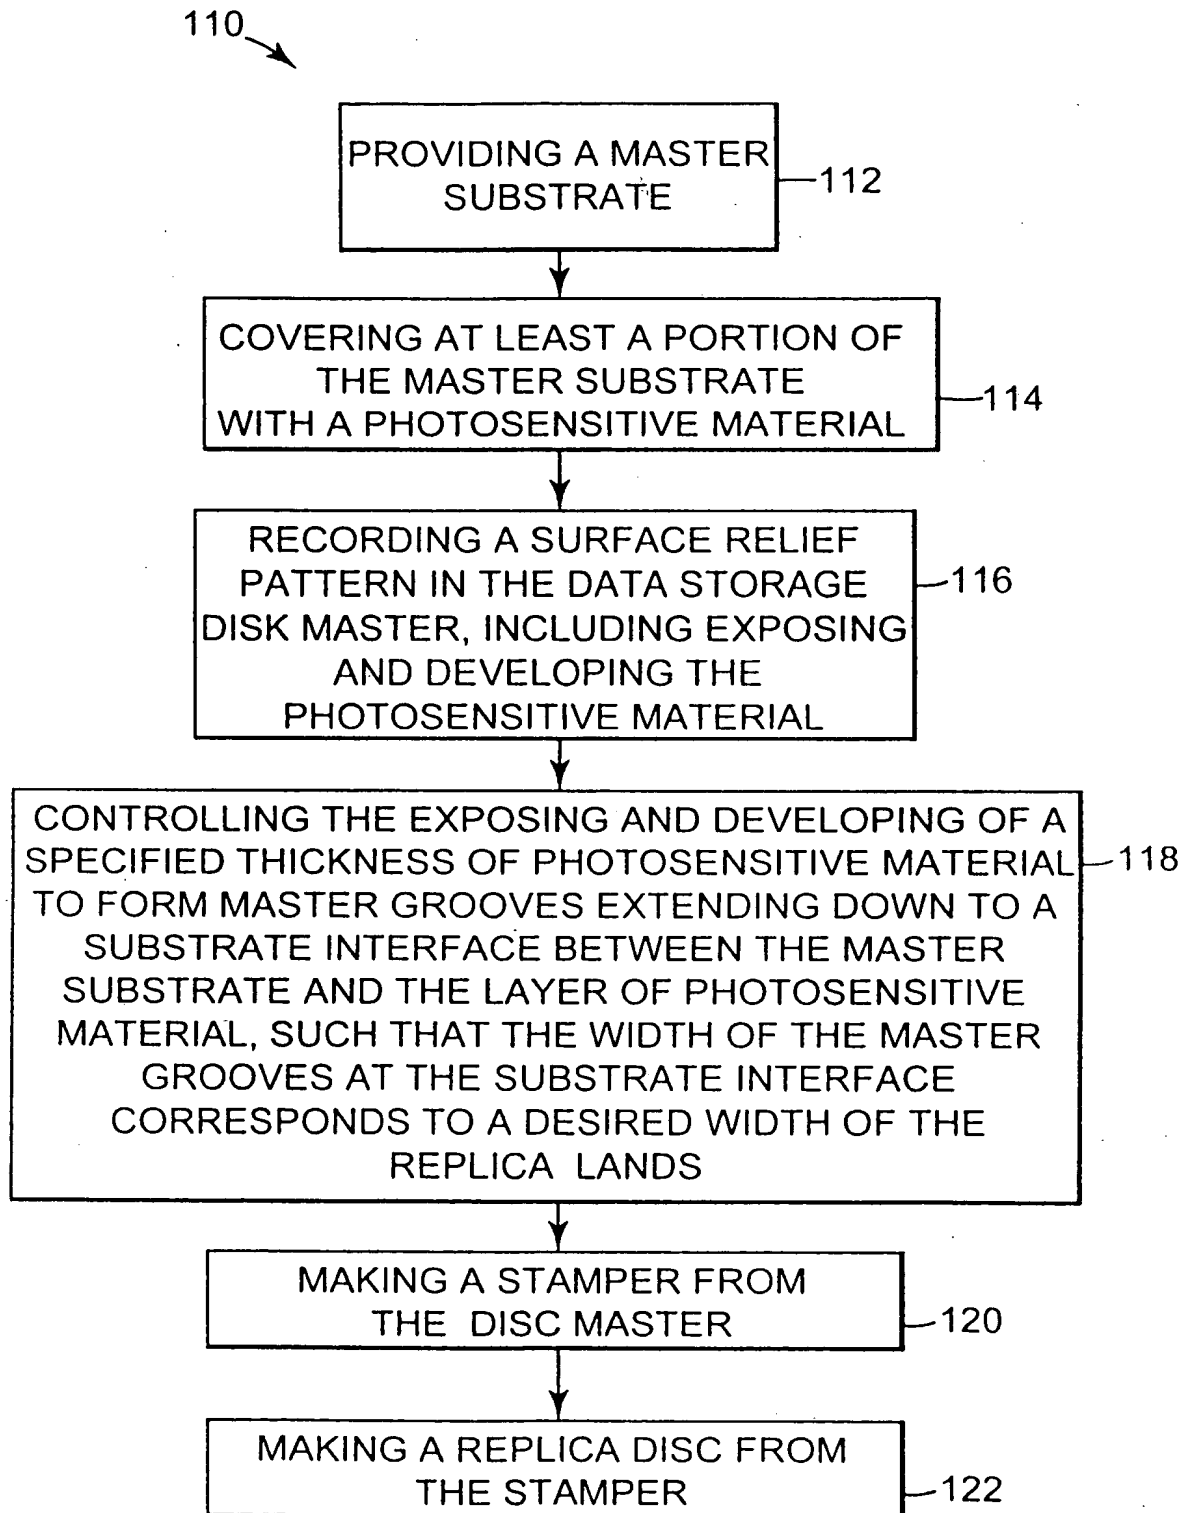 110
PROVIDING A MASTER
SUBSTRATE
112
COVERING AT LEAST A PORTION OF
THE MASTER SUBSTRATE
WITH A PHOTOSENSITIVE MATERIAL
114
RECORDING A SURFACE RELIEF
PATTERN IN THE DATA STORAGE
DISK MASTER, INCLUDING EXPOSING
AND DEVELOPING THE
PHOTOSENSITIVE MATERIAL
116
CONTROLLING THE EXPOSING AND DEVELOPING OF A
SPECIFIED THICKNESS OF PHOTOSENSITIVE MATERIAL
TO FORM MASTER GROOVES EXTENDING DOWN TO A
SUBSTRATE INTERFACE BETWEEN THE MASTER
SUBSTRATE AND THE LAYER OF PHOTOSENSITIVE
MATERIAL, SUCH THAT THE WIDTH OF THE MASTER
GROOVES AT THE SUBSTRATE INTERFACE
CORRESPONDS TO A DESIRED WIDTH OF THE
REPLICA LANDS
118
MAKING A STAMPER FROM
THE DISC MASTER
120
MAKING A REPLICA DISC FROM
THE STAMPER
122